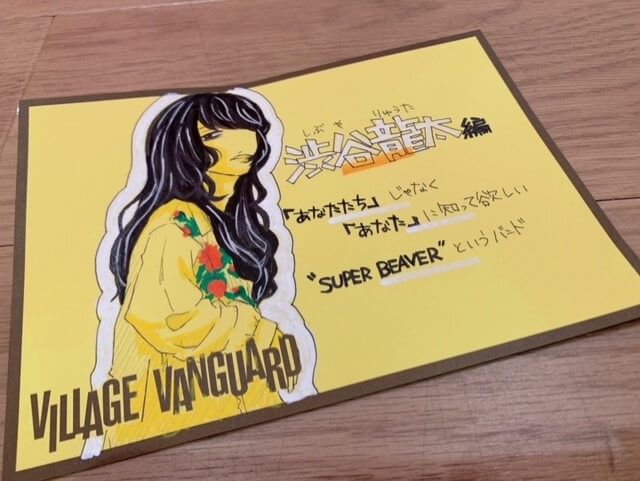 しぶや りゅうた
渋谷龍太編
「あなたたち」じゃなく
「あなた」に知って欲しい
"SUPER BEAVER"というバンド
VILLAGE VANGUARD